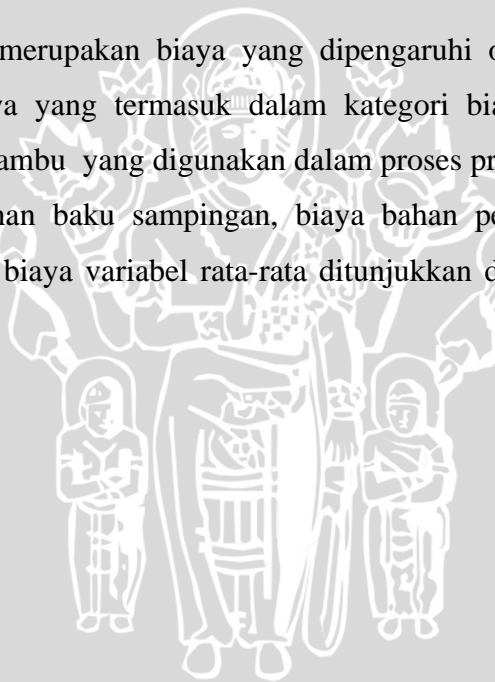 merupakan biaya yang dipengaruhi o
ya yang termasuk dalam kategori bia
ambu yang digunakan dalam proses pr
han baku sampingan, biaya bahan pe
biaya variabel rata-rata ditunjukkan d